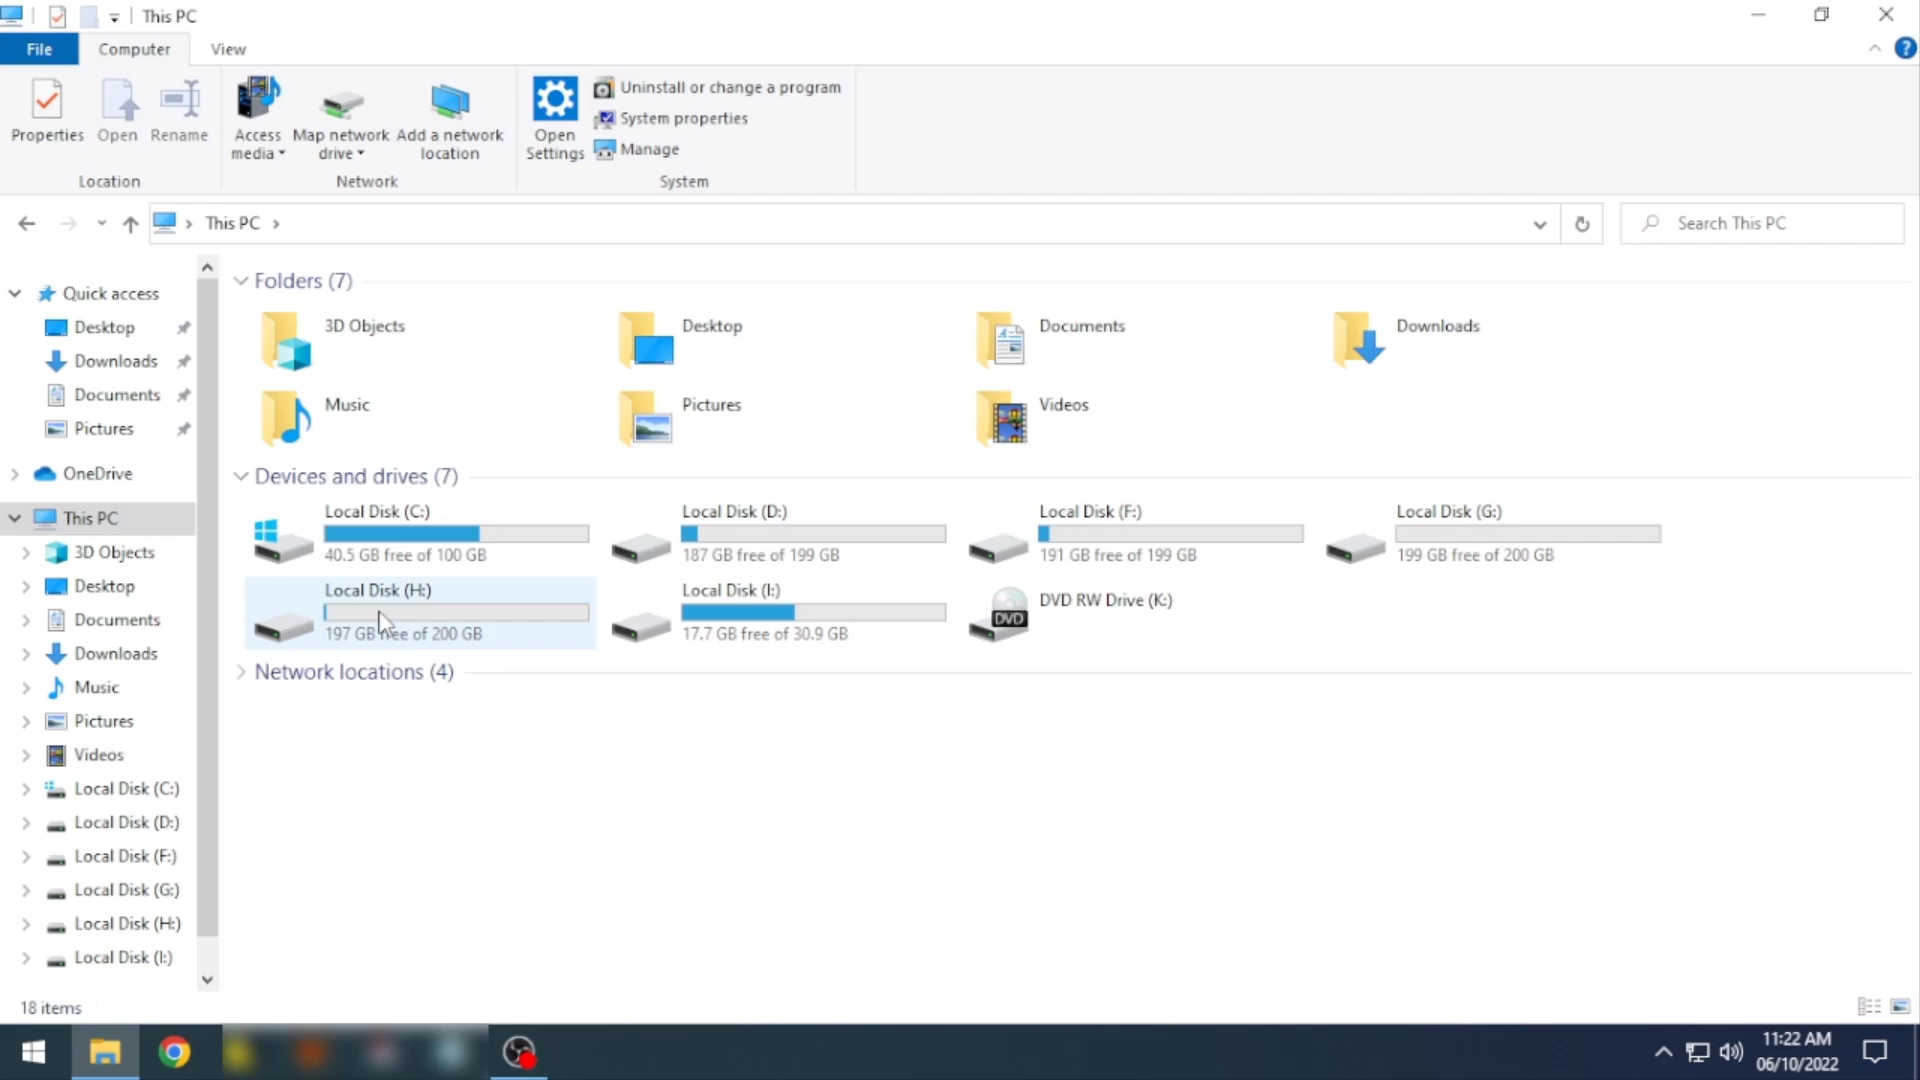 This PC
File
Computer
View
Properties
Open
Rename
Access
media
Map network
drive
Add a network
location
Open
Settings
Uninstall or change a program
System properties
Manage
Location
Network
System
This PC
Search This PC
Quick access
Desktop
Downloads
Documents
Pictures
OneDrive
This PC
3D Objects
Desktop
Documents
Downloads
Music
Pictures
Videos
Local Disk (C:)
Local Disk (D:)
Local Disk (F:)
Local Disk (G:)
Local Disk (H:)
Local Disk (I:)
Folders (7)
3D Objects
Desktop
Documents
Downloads
Music
Pictures
Videos
Devices and drives (7)
Local Disk (C:)
40.5 GB free of 100 GB
Local Disk (D:)
187 GB free of 199 GB
Local Disk (F:)
191 GB free of 199 GB
Local Disk (G:)
199 GB free of 200 GB
Local Disk (H:)
197 GB free of 200 GB
Local Disk (I:)
17.7 GB free of 30.9 GB
DVD
DVD RW Drive (K:)
Network locations (4)
18 items
11:22 AM
06/10/2022